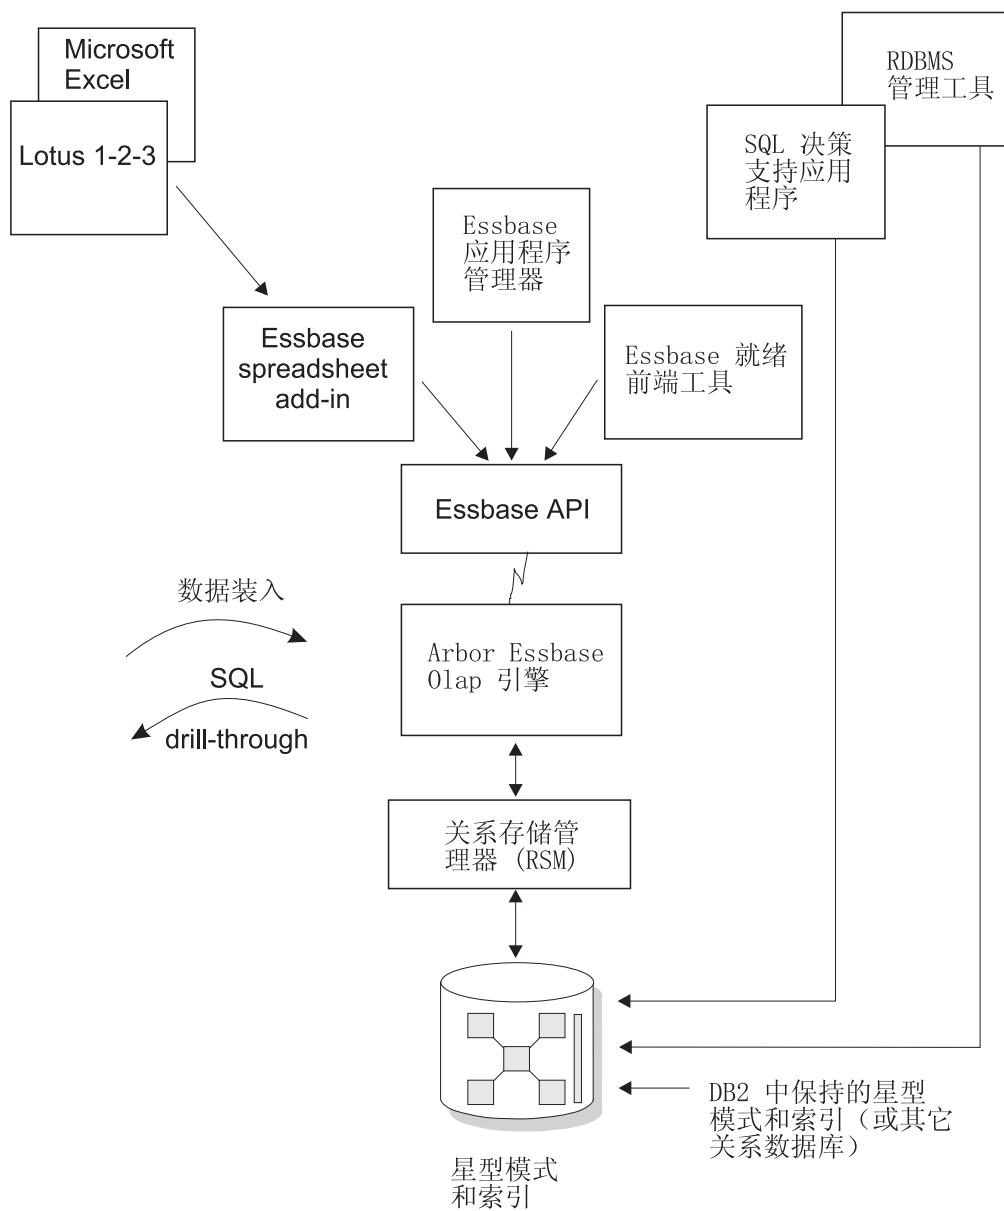 Microsoft
Excel
Lotus 1-2-3
RDBMS
管理工具
SQL 决策
支持应用
程序
Essbase
应用程序
管理器
Essbase
spreadsheet
add-in
Essbase 就绪
前端工具
Essbase API
数据装入
SQL
drill-through
Arbor Essbase
Olap 引擎
关系存储管
理器 (RSM)
DB2 中保持的星型
模式和索引（或其它
关系数据库）
星型模式
和索引